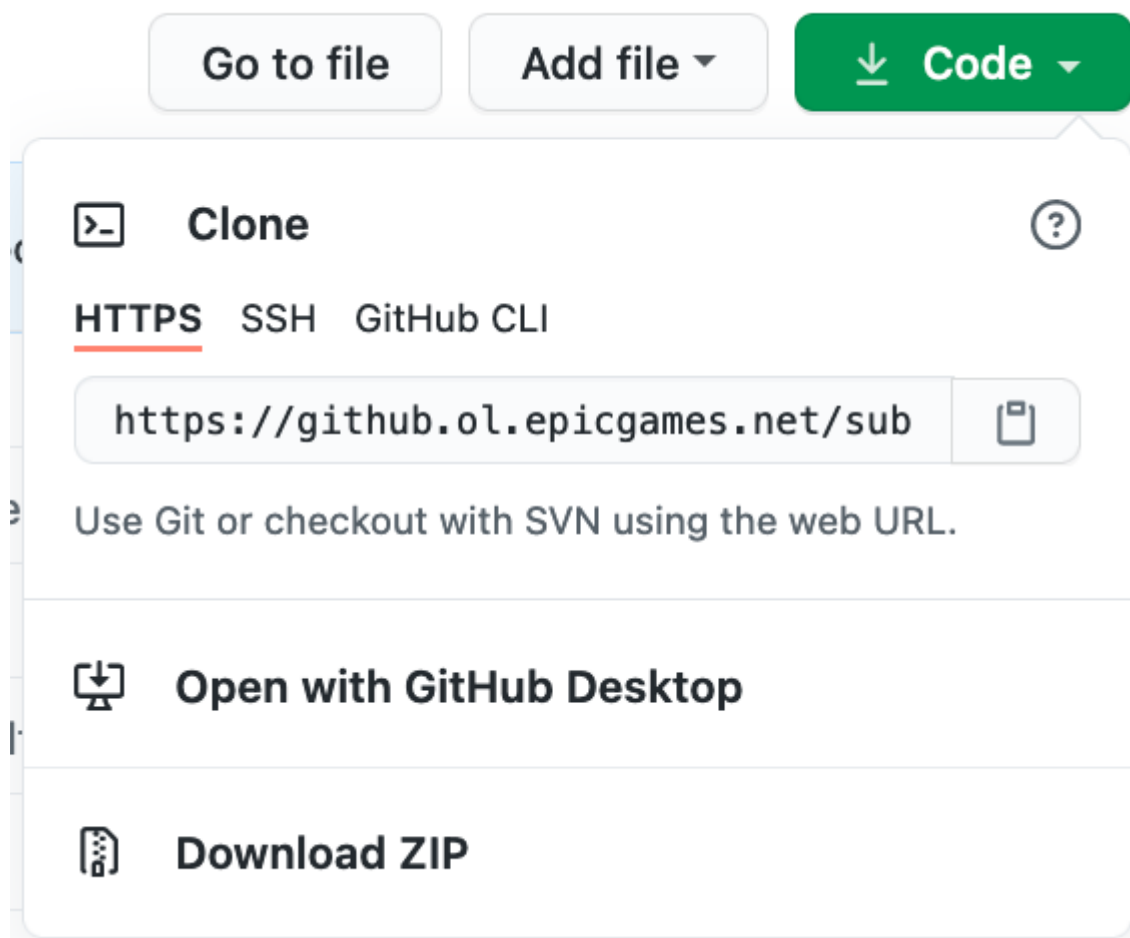 Go to file Add file Code
Clone
HTTPS SSH GitHub CLI
https://github.ol.epicgames.net/sub
Use Git or checkout with SVN using the web URL.
Open with GitHub Desktop
Download ZIP